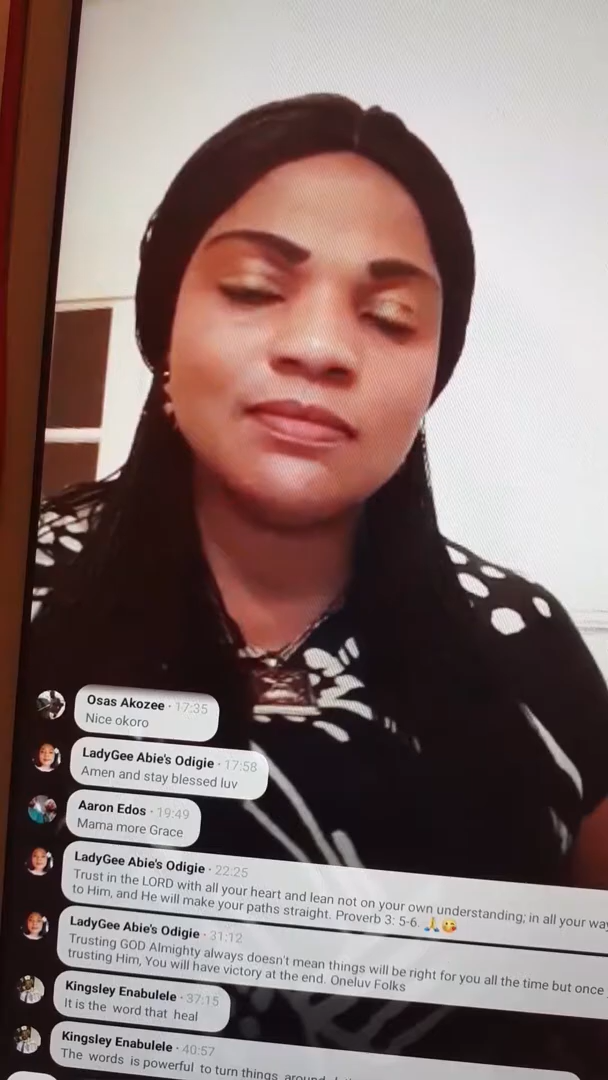 Osas Akozee · 17:35
Nice okoro
LadyGee Abie's Odigie · 17:58
Amen and stay blessed luv
Aaron Edos · 19:49
Mama more Grace
LadyGee Abie's Odigie · 22:25
Trust in the LORD with all your heart and lean not on your own understanding; in all your way
to Him, and He will make your paths straight. Proverb 3: 5-6. 🙏😘
LadyGee Abie's Odigie · 31:12
Trusting GOD Almighty always doesn't mean things will be right for you all the time but once
trusting Him, You will have victory at the end. Oneluv Folks
Kingsley Enabulele · 37:15
It is the word that heal
Kingsley Enabulele · 40:57
The words is powerful to turn things around